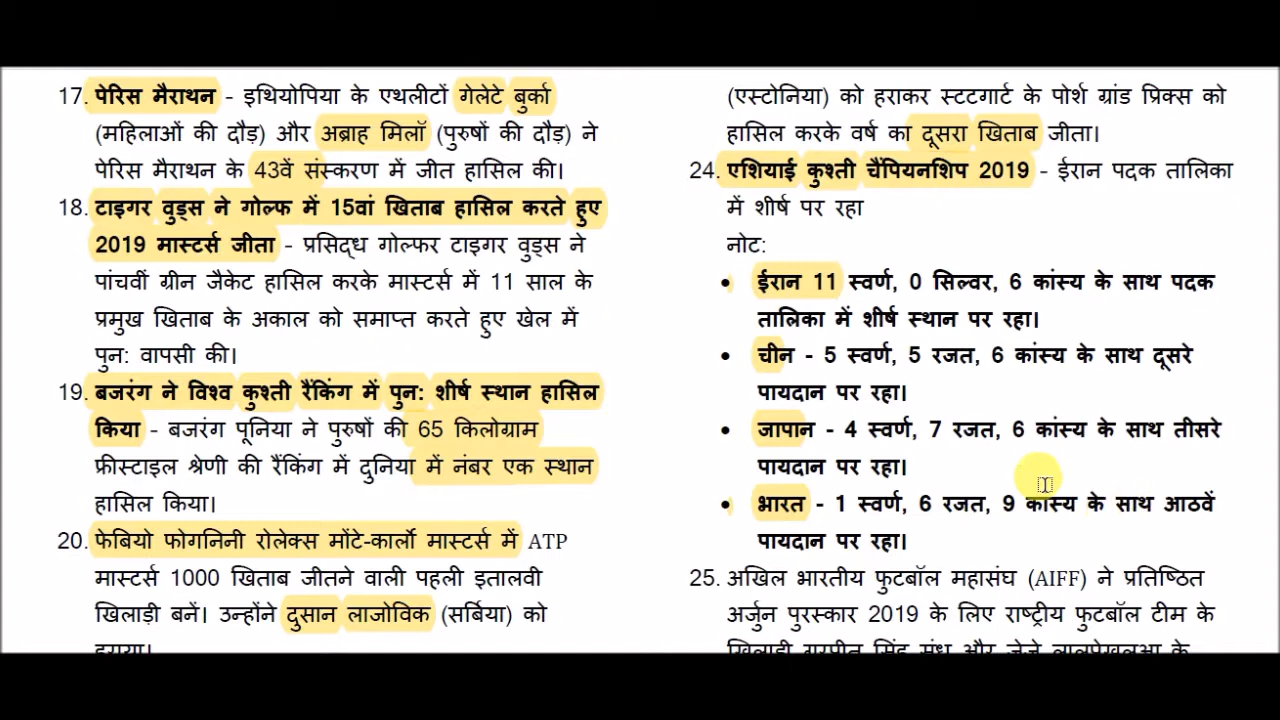 17. पेरिस मैराथन - इथियोपिया के एथलीटों गेलेटे बुर्का
(महिलाओं की दौड़) और अब्राह मिलॉ (पुरुषों की दौड़) ने
पेरिस मैराथन के 43वें संस्करण में जीत हासिल की।
18. टाइगर वुड्स ने गोल्फ में 15वां खिताब हासिल करते हुए
2019 मास्टर्स जीता - प्रसिद्ध गोल्फर टाइगर वुड्स ने
पांचवीं ग्रीन जैकेट हासिल करके मास्टर्स में 11 साल के
प्रमुख खिताब के अकाल को समाप्त करते हुए खेल में
पुन: वापसी की।
19. बजरंग ने विश्व कुश्ती रैंकिंग में पुन: शीर्ष स्थान हासिल
किया - बजरंग पूनिया ने पुरुषों की 65 किलोग्राम
फ्रीस्टाइल श्रेणी की रैंकिंग में दुनिया में नंबर एक स्थान
हासिल किया।
20. फेबियो फोगनिनी रोलेक्स मोंटे-कार्लो मास्टर्स में ATP
मास्टर्स 1000 खिताब जीतने वाली पहली इतालवी
खिलाड़ी बनें। उन्होंने दुसान लाजोविक (सर्बिया) को
हराया।
(एस्टोनिया) को हराकर स्टटगार्ट के पोर्श ग्रांड प्रिक्स को
हासिल करके वर्ष का दूसरा खिताब जीता।
24. एशियाई कुश्ती चैंपियनशिप 2019 - ईरान पदक तालिका
में शीर्ष पर रहा
नोट:
• ईरान 11 स्वर्ण, 0 सिल्वर, 6 कांस्य के साथ पदक
तालिका में शीर्ष स्थान पर रहा।
• चीन - 5 स्वर्ण, 5 रजत, 6 कांस्य के साथ दूसरे
पायदान पर रहा।
• जापान - 4 स्वर्ण, 7 रजत, 6 कांस्य के साथ तीसरे
पायदान पर रहा।
• भारत - 1 स्वर्ण, 6 रजत, 9 कांस्य के साथ आठवें
पायदान पर रहा।
25. अखिल भारतीय फुटबॉल महासंघ (AIFF) ने प्रतिष्ठित
अर्जुन पुरस्कार 2019 के लिए राष्ट्रीय फुटबॉल टीम के
खिलाड़ी गुरप्रीत सिंह संधू और जेजे लालपेखलुआ के